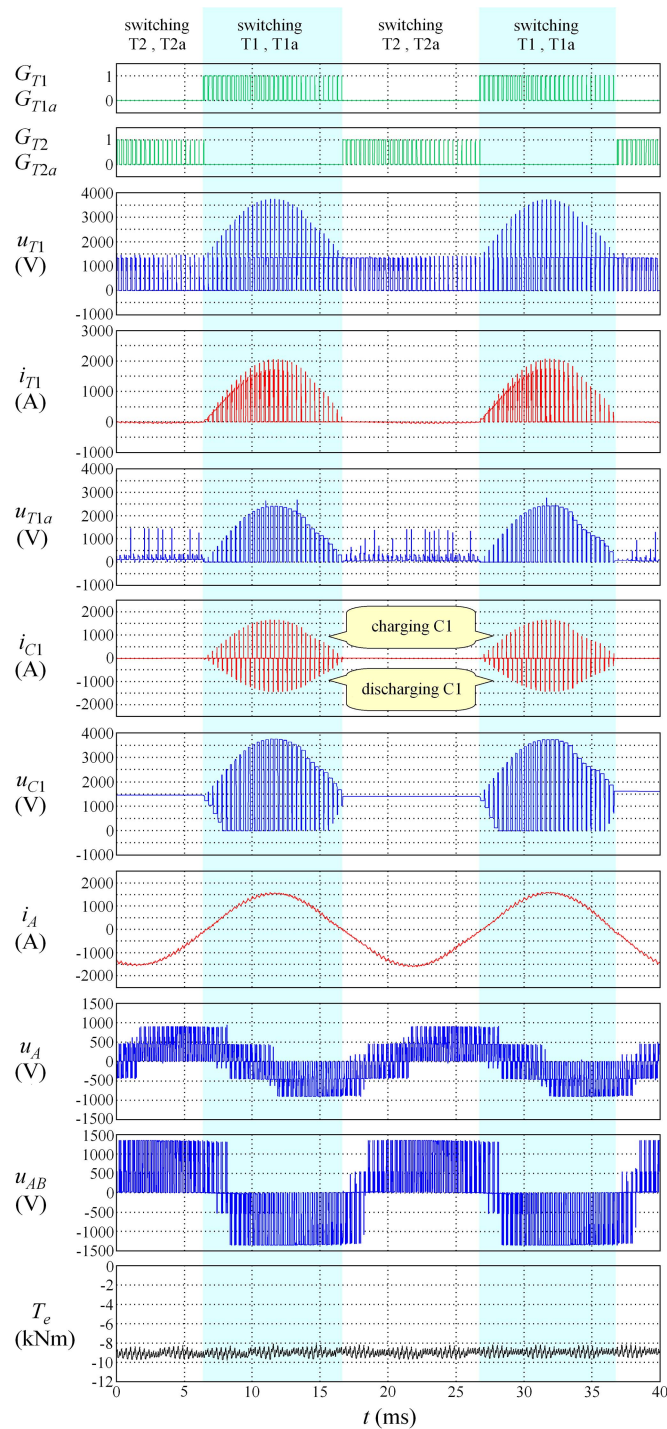 switching switching switching switching
T2 , T2a T1 , T1a T2 , T2a T1 , T1a
G_T1
G_T1a
1
0
G_T2
G_T2a
1
0
u_T1
(V)
4000
3000
2000
1000
0
-1000
i_T1
(A)
3000
2000
1000
0
-1000
u_T1a
(V)
4000
3000
2000
1000
0
-1000
i_C1
(A)
2000
1000
0
-1000
-2000
charging C1
discharging C1
u_C1
(V)
4000
3000
2000
1000
0
-1000
i_A
(A)
2000
1000
0
-1000
-2000
u_A
(V)
1500
1000
500
0
-500
-1000
-1500
u_AB
(V)
1500
1000
500
0
-500
-1000
-1500
T_e
(kNm)
0
-2
-4
-6
-8
-10
-12
0 5 10 15 20 25 30 35 40
t (ms)